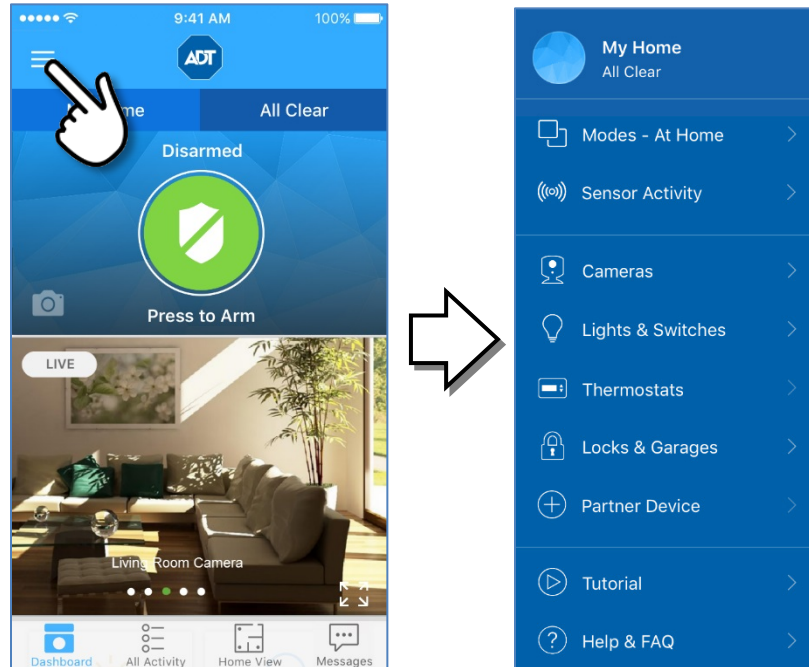 9:41 AM
100%
ADT
me
All Clear
Disarmed
Press to Arm
LIVE
Living Room Camera
Dashboard
All Activity
Home View
Messages
My Home
All Clear
Modes - At Home
Sensor Activity
Cameras
Lights & Switches
Thermostats
Locks & Garages
Partner Device
Tutorial
Help & FAQ